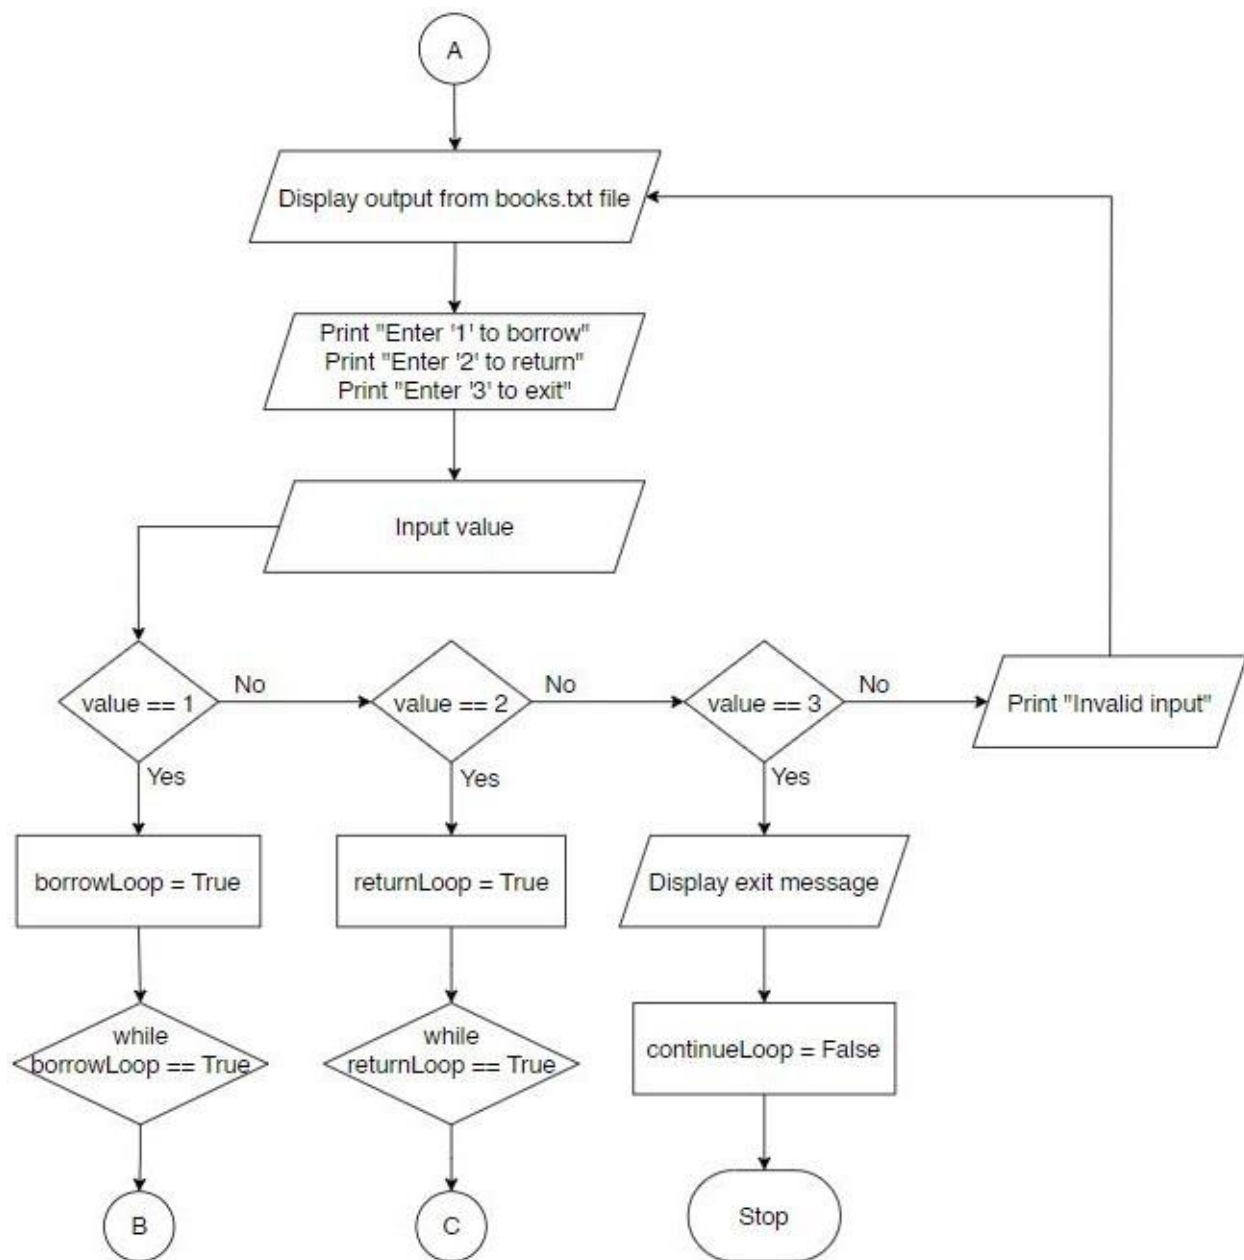 A
Display output from books.txt file
Print "Enter '1' to borrow"
Print "Enter '2' to return"
Print "Enter '3' to exit"
Input value
value == 1
No
value == 2
No
value == 3
No
Print "Invalid input"
Yes
Yes
Yes
borrowLoop = True
returnLoop = True
Display exit message
while
borrowLoop == True
while
returnLoop == True
continueLoop = False
B
C
Stop